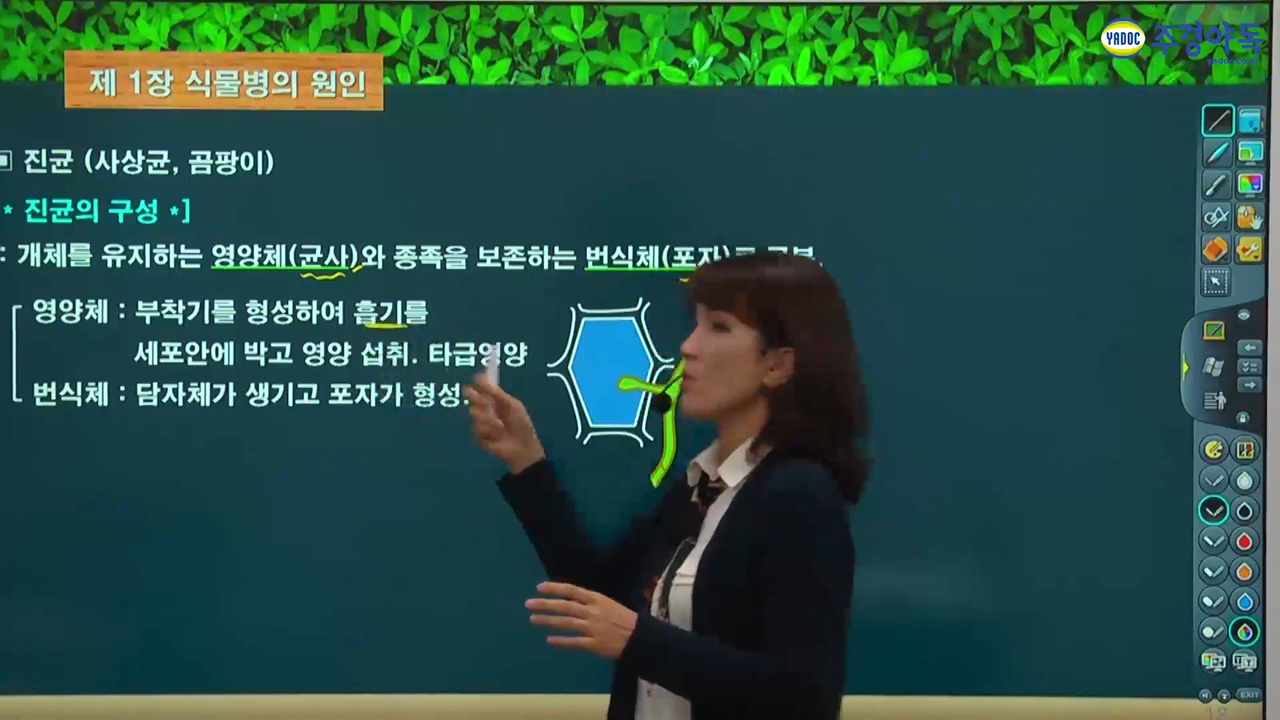 YADOC 주경야독
제 1장 식물병의 원인
▣ 진균 (사상균, 곰팡이)
* 진균의 구성 *]
: 개체를 유지하는 영양체(균사)와 종족을 보존하는 번식체(포자)로
영양체 : 부착기를 형성하여 흡기를
세포안에 박고 영양 섭취. 타급영양
번식체 : 담자체가 생기고 포자가 형성.
EXIT